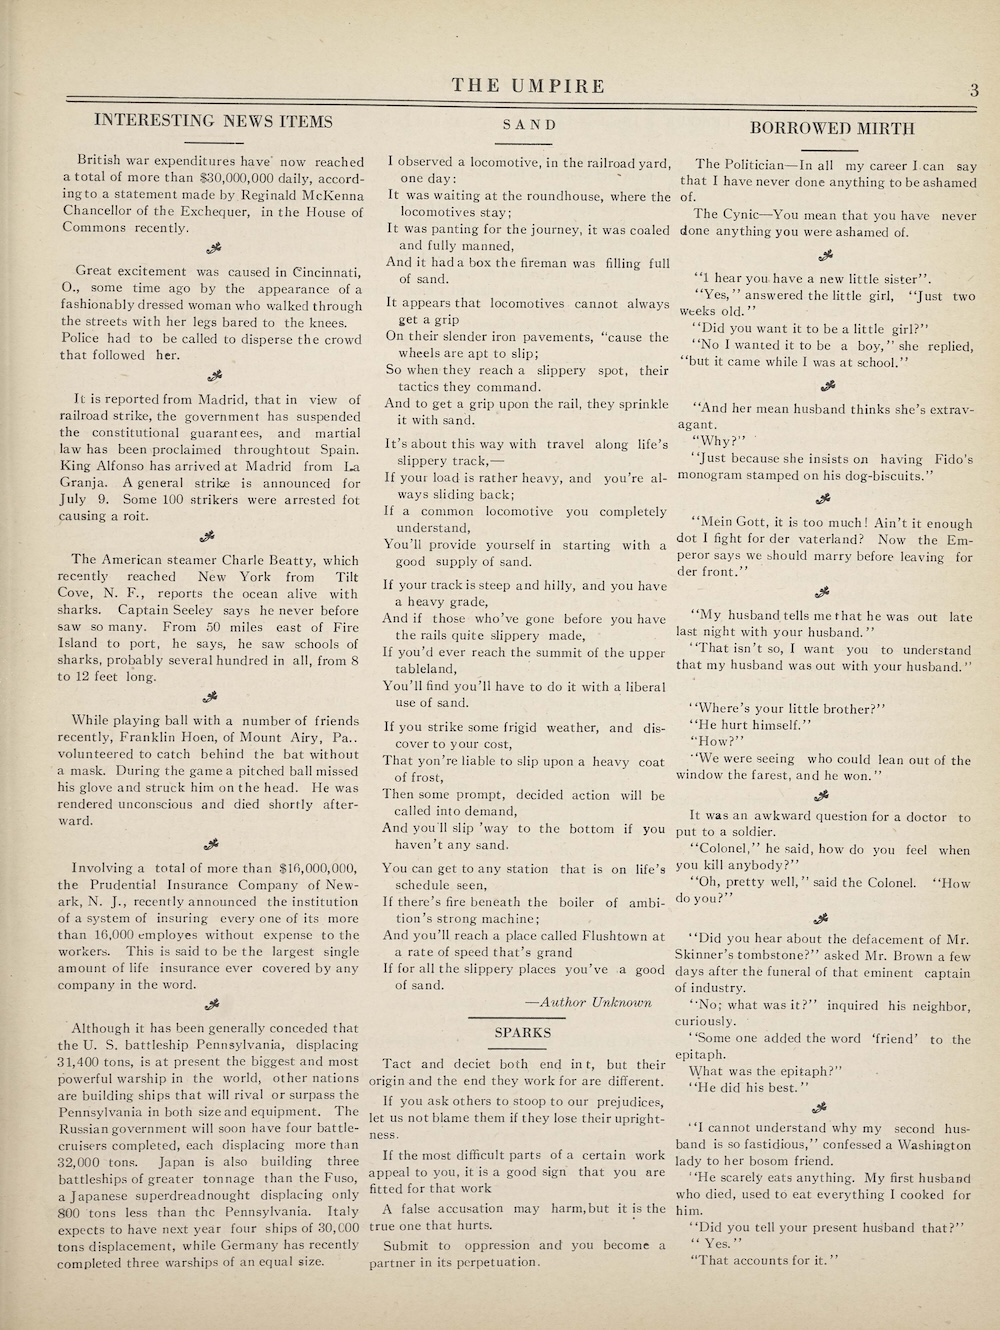 THE UMPIRE
3
INTERESTING NEWS ITEMS
British war expenditures have now reached
a total of more than $30,000,000 daily, accord-
ing to a statement made by Reginald McKenna
Chancellor of the Exchequer, in the House of
Commons recently.
Great excitement was caused in Cincinnati,
O., some time ago by the appearance of a
fashionably dressed woman who walked through
the streets with her legs bared to the knees.
Police had to be called to disperse the crowd
that followed her.
It is reported from Madrid, that in view of
railroad strike, the government has suspended
the constitutional guarantees, and martial
law has been proclaimed throughtout Spain.
King Alfonso has arrived at Madrid from La
Granja. A general strike is announced for
July 9. Some 100 strikers were arrested fot
causing a roit.
The American steamer Charle Beatty, which
recently reached New York from Tilt
Cove, N. F., reports the ocean alive with
sharks. Captain Seeley says he never before
saw so many. From 50 miles east of Fire
Island to port, he says, he saw schools of
sharks, probably several hundred in all, from 8
to 12 feet long.
While playing ball with a number of friends
recently, Franklin Hoen, of Mount Airy, Pa..
volunteered to catch behind the bat without
a mask. During the game a pitched ball missed
his glove and struck him on the head. He was
rendered unconscious and died shortly after-
ward.
Involving a total of more than $16,000,000,
the Prudential Insurance Company of New-
ark, N. J., recently announced the institution
of a system of insuring every one of its more
than 16,000 employes without expense to the
workers. This is said to be the largest single
amount of life insurance ever covered by any
company in the word.
Although it has been generally conceded that
the U. S. battleship Pennsylvania, displacing
31,400 tons, is at present the biggest and most
powerful warship in the world, other nations
are building ships that will rival or surpass the
Pennsylvania in both size and equipment. The
Russian government will soon have four battle-
cruisers completed, each displacing more than
32,000 tons. Japan is also building three
battleships of greater tonnage than the Fuso,
a Japanese superdreadnought displacing only
800 tons less than thc Pennsylvania. Italy
expects to have next year four ships of 30,000
tons displacement, while Germany has recently
completed three warships of an equal size.
SAND
I observed a locomotive, in the railroad yard,
one day:
It was waiting at the roundhouse, where the
locomotives stay;
It was panting for the journey, it was coaled
and fully manned,
And it had a box the fireman was filling full
of sand.
It appears that locomotives cannot always
get a grip
On their slender iron pavements, "cause the
wheels are apt to slip;
So when they reach a slippery spot, their
tactics they command.
And to get a grip upon the rail, they sprinkle
it with sand.
It's about this way with travel along life's
slippery track,—
If your load is rather heavy, and you're al-
ways sliding back;
If a common locomotive you completely
understand,
You'll provide yourself in starting with a
good supply of sand.
If your track is steep and hilly, and you have
a heavy grade,
And if those who've gone before you have
the rails quite slippery made,
If you'd ever reach the summit of the upper
tableland,
You'll find you'll have to do it with a liberal
use of sand.
If you strike some frigid weather, and dis-
cover to your cost,
That yon're liable to slip upon a heavy coat
of frost,
Then some prompt, decided action will be
called into demand,
And you'll slip 'way to the bottom if you
haven't any sand.
You can get to any station that is on life's
schedule seen,
If there's fire beneath the boiler of ambi-
tion's strong machine;
And you'll reach a place called Flushtown at
a rate of speed that's grand
If for all the slippery places you've a good
of sand.
—Author Unknown
SPARKS
Tact and deciet both end in t, but their
origin and the end they work for are different.
If you ask others to stoop to our prejudices,
let us not blame them if they lose their upright-
ness.
If the most difficult parts of a certain work
appeal to you, it is a good sign that you are
fitted for that work
A false accusation may harm, but it is the
true one that hurts.
Submit to oppression and you become a
partner in its perpetuation.
BORROWED MIRTH
The Politician—In all my career I can say
that I have never done anything to be ashamed
of.
The Cynic—You mean that you have never
done anything you were ashamed of.
"I hear you have a new little sister".
"Yes," answered the little girl, "Just two
weeks old."
"Did you want it to be a little girl?"
"No I wanted it to be a boy," she replied,
"but it came while I was at school."
"And her mean husband thinks she's extrav-
agant.
"Why?"
"Just because she insists on having Fido's
monogram stamped on his dog-biscuits."
"Mein Gott, it is too much! Ain't it enough
dot I fight for der vaterland? Now the Em-
peror says we should marry before leaving for
der front."
"My husband tells me that he was out late
last night with your husband."
"That isn't so, I want you to understand
that my husband was out with your husband."
"Where's your little brother?"
"He hurt himself."
"How?"
"We were seeing who could lean out of the
window the farest, and he won."
It was an awkward question for a doctor to
put to a soldier.
"Colonel," he said, how do you feel when
you kill anybody?"
"Oh, pretty well," said the Colonel. "How
do you?"
"Did you hear about the defacement of Mr.
Skinner's tombstone?" asked Mr. Brown a few
days after the funeral of that eminent captain
of industry.
"No; what was it?" inquired his neighbor,
curiously.
"Some one added the word 'friend' to the
epitaph.
What was the epitaph?"
"He did his best."
"I cannot understand why my second hus-
band is so fastidious," confessed a Washington
lady to her bosom friend.
"He scarely eats anything. My first husband
who died, used to eat everything I cooked for
him.
"Did you tell your present husband that?"
"Yes."
"That accounts for it."